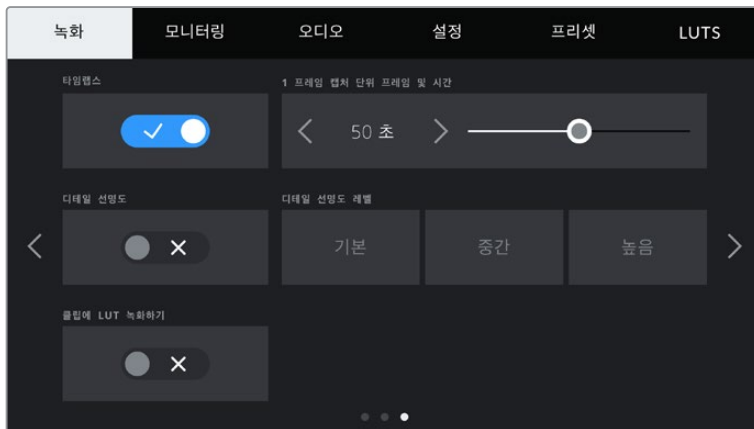 녹화 모니터링 오디오 설정 프리셋 LUTS
타임랩스 1 프레임 캡처 단위 프레임 및 시간
50 초
디테일 선명도 디테일 선명도 레벨
기본 중간 높음
클립에 LUT 녹화하기